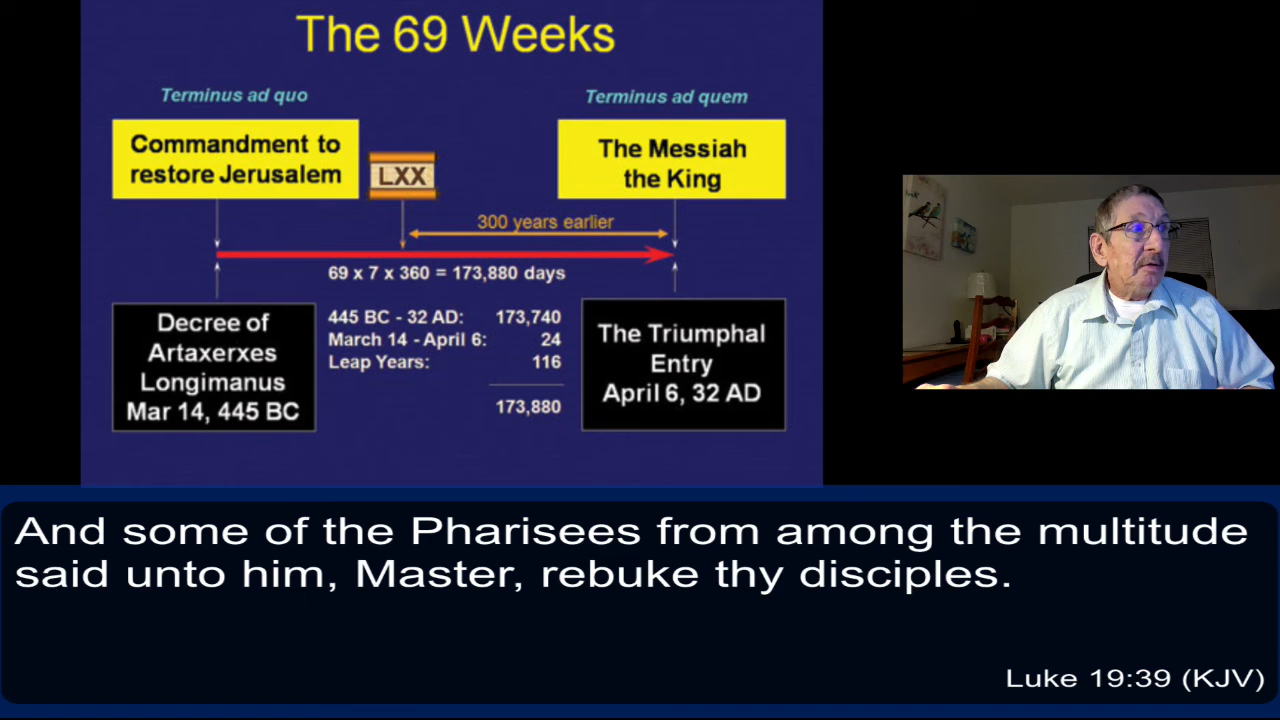 The 69 Weeks
Terminus ad quo
Terminus ad quem
Commandment to
restore Jerusalem
LXX
The Messiah
the King
300 years earlier
69 x 7 x 360 = 173,880 days
Decree of
Artaxerxes
Longimanus
Mar 14, 445 BC
445 BC - 32 AD: 173,740
March 14 - April 6: 24
Leap Years: 116
173,880
The Triumphal
Entry
April 6, 32 AD
And some of the Pharisees from among the multitude
said unto him, Master, rebuke thy disciples.
Luke 19:39 (KJV)